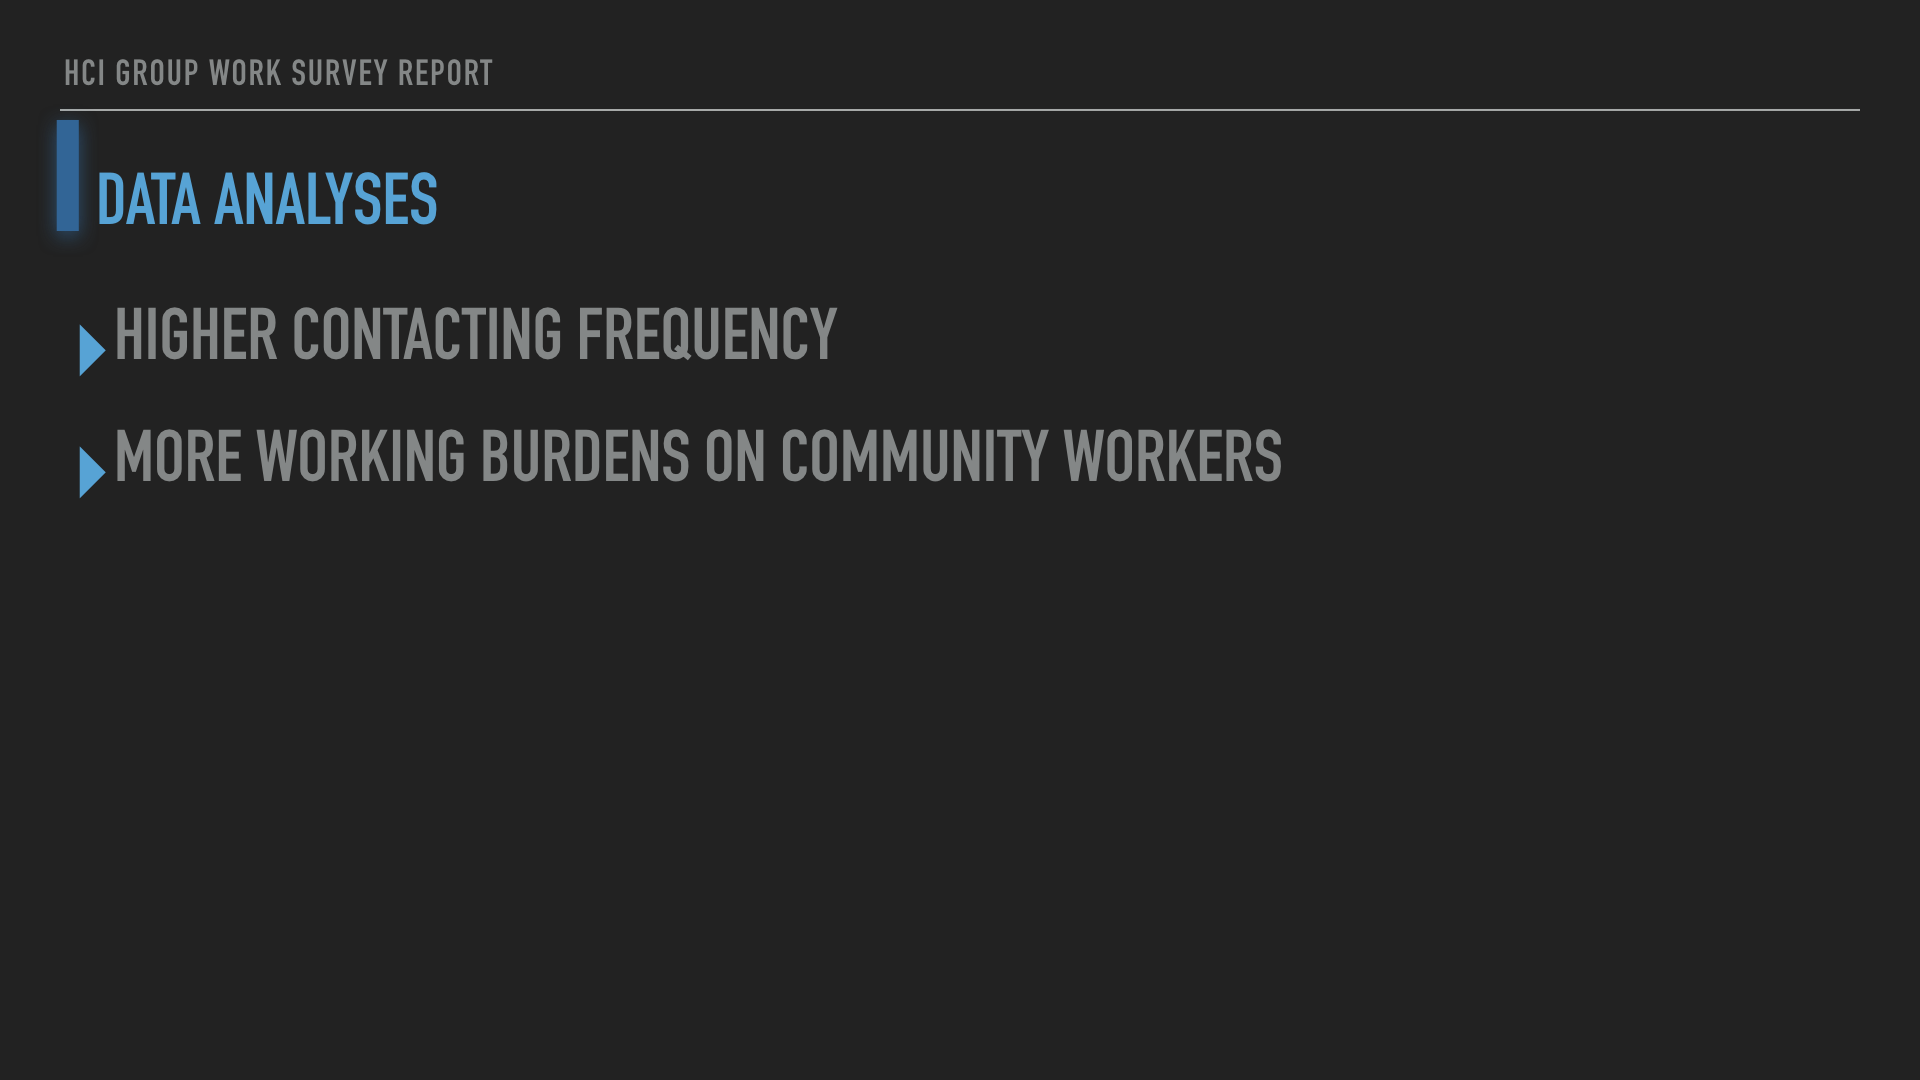 HCI GROUP WORK SURVEY REPORT
DATA ANALYSES
HIGHER CONTACTING FREQUENCY
MORE WORKING BURDENS ON COMMUNITY WORKERS